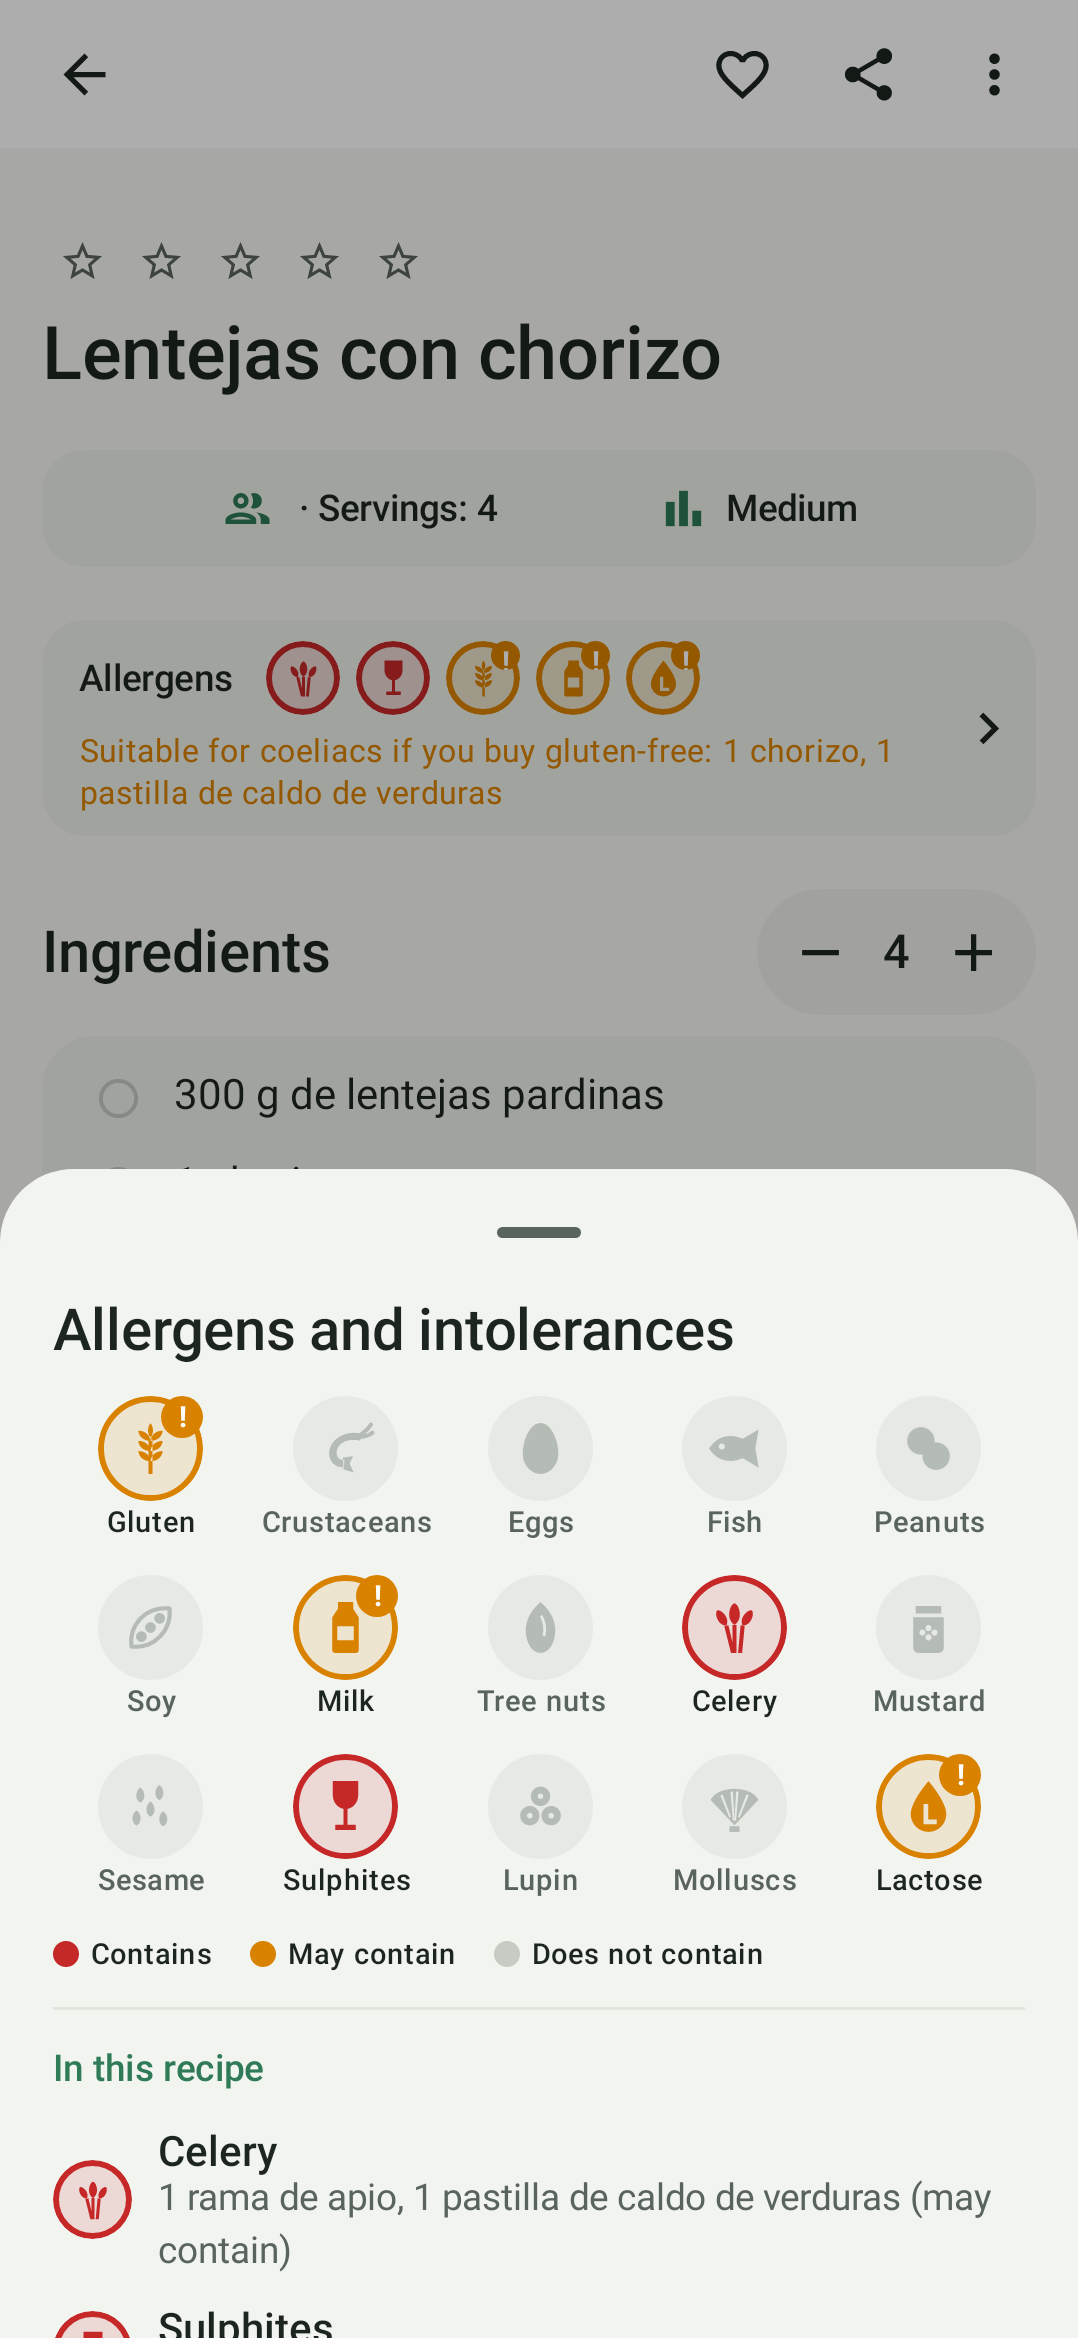 Lentejas con chorizo
· Servings: 4
Medium
Allergens
Suitable for coeliacs if you buy gluten-free: 1 chorizo, 1
pastilla de caldo de verduras
Ingredients
4
300 g de lentejas pardinas
Allergens and intolerances
Gluten
Crustaceans
Eggs
Fish
Peanuts
Soy
Milk
Tree nuts
Celery
Mustard
Sesame
Sulphites
Lupin
Molluscs
L
Lactose
Contains
May contain
Does not contain
In this recipe
Celery
1 rama de apio, 1 pastilla de caldo de verduras (may
contain)
Sulphites